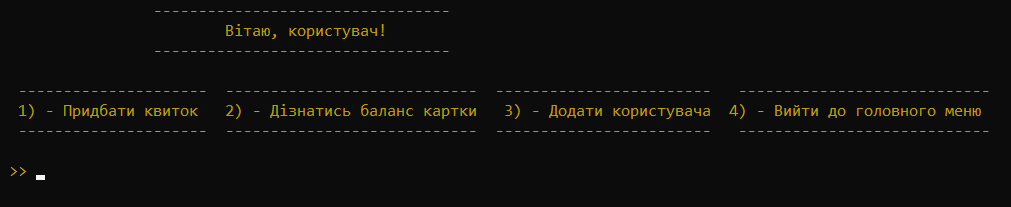 ---------------------------------
Вітаю, користувач!
---------------------------------
---------------------  ----------------------------  ------------------------   ----------------------------
1) - Придбати квиток   2) - Дізнатись баланс картки   3) - Додати користувача  4) - Вийти до головного меню
---------------------  ----------------------------  ------------------------   ----------------------------
>>